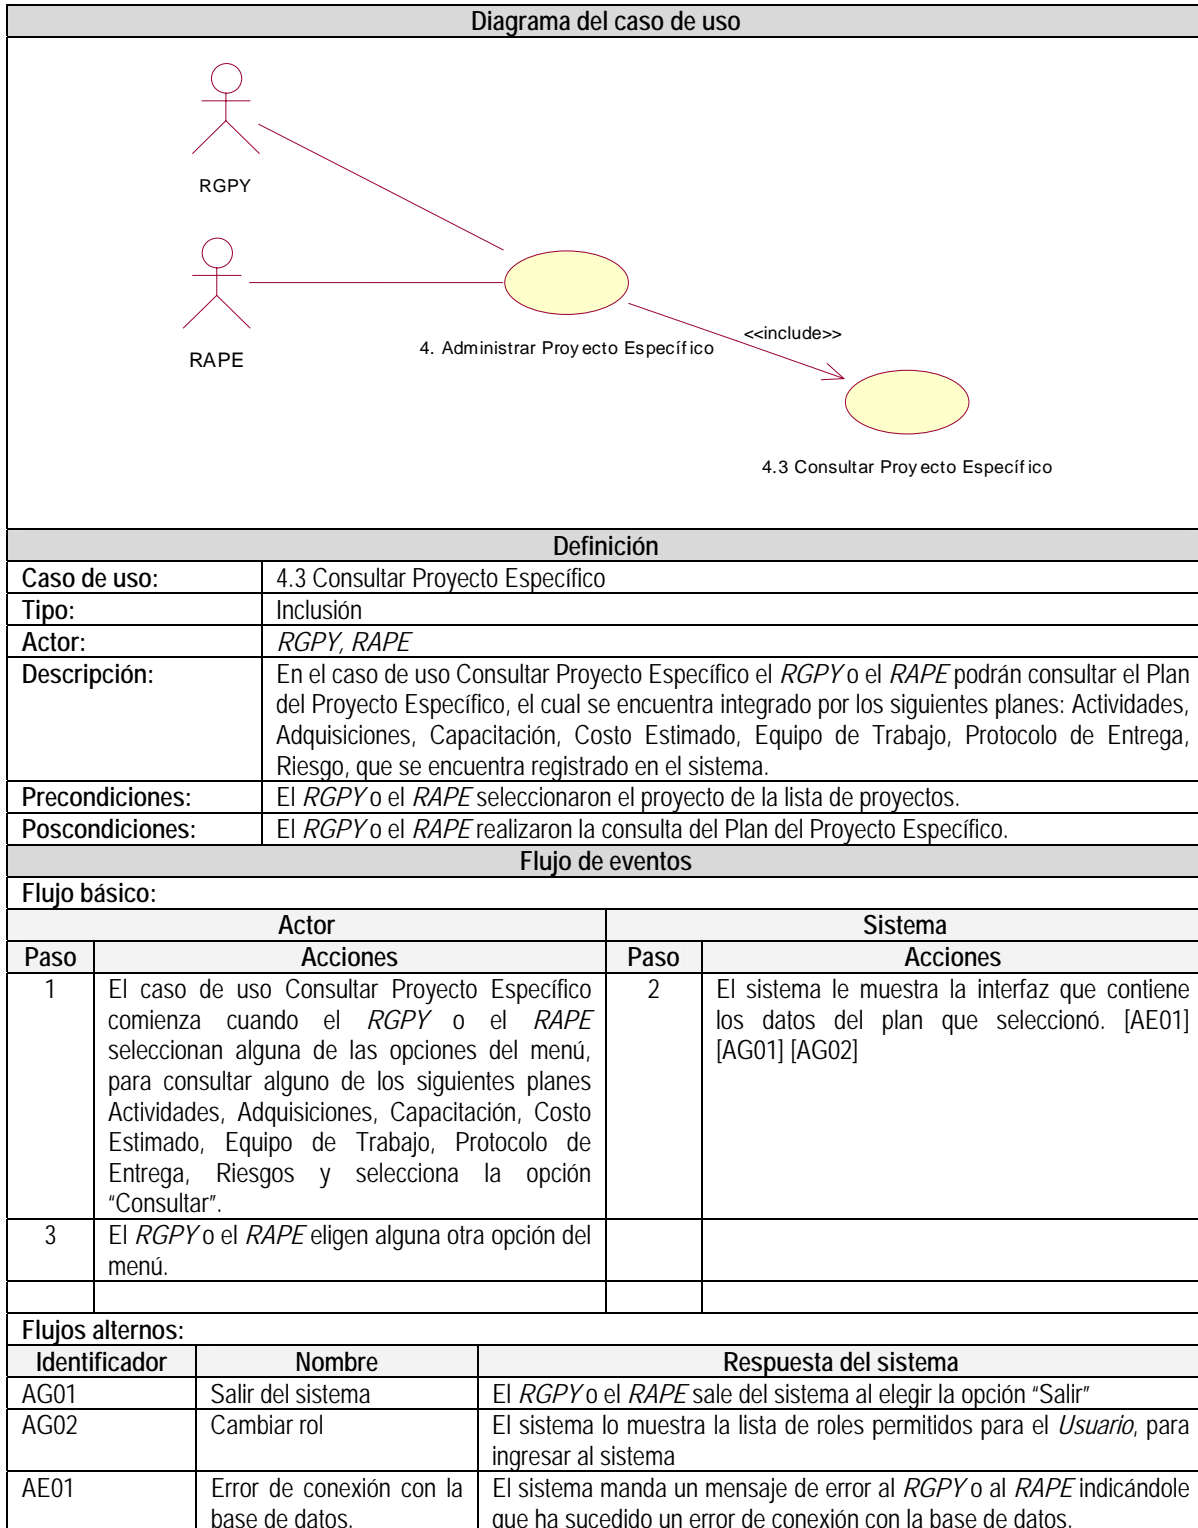 Diagrama del caso de uso
RGPY
RAPE
4. Administrar Proyecto Específico
<<include>>
4.3 Consultar Proyecto Específico
Definición
Caso de uso: 4.3 Consultar Proyecto Específico
Tipo: Inclusión
Actor: RGPY, RAPE
Descripción: En el caso de uso Consultar Proyecto Específico el RGPY o el RAPE podrán consultar el Plan
del Proyecto Específico, el cual se encuentra integrado por los siguientes planes: Actividades,
Adquisiciones, Capacitación, Costo Estimado, Equipo de Trabajo, Protocolo de Entrega,
Riesgo, que se encuentra registrado en el sistema.
Precondiciones: El RGPY o el RAPE seleccionaron el proyecto de la lista de proyectos.
Poscondiciones: El RGPY o el RAPE realizaron la consulta del Plan del Proyecto Específico.
Flujo de eventos
Flujo básico:
Actor Sistema
Paso Acciones Paso Acciones
1 El caso de uso Consultar Proyecto Específico
comienza cuando el RGPY o el RAPE
seleccionan alguna de las opciones del menú,
para consultar alguno de los siguientes planes
Actividades, Adquisiciones, Capacitación, Costo
Estimado, Equipo de Trabajo, Protocolo de
Entrega, Riesgos y selecciona la opción
“Consultar”.
2 El sistema le muestra la interfaz que contiene
los datos del plan que seleccionó. [AE01]
[AG01] [AG02]
3 El RGPY o el RAPE eligen alguna otra opción del
menú.
Flujos alternos:
Identificador Nombre Respuesta del sistema
AG01 Salir del sistema El RGPY o el RAPE sale del sistema al elegir la opción “Salir”
AG02 Cambiar rol El sistema lo muestra la lista de roles permitidos para el Usuario, para
ingresar al sistema
AE01 Error de conexión con la El sistema manda un mensaje de error al RGPY o al RAPE indicándole
base de datos. que ha sucedido un error de conexión con la base de datos.